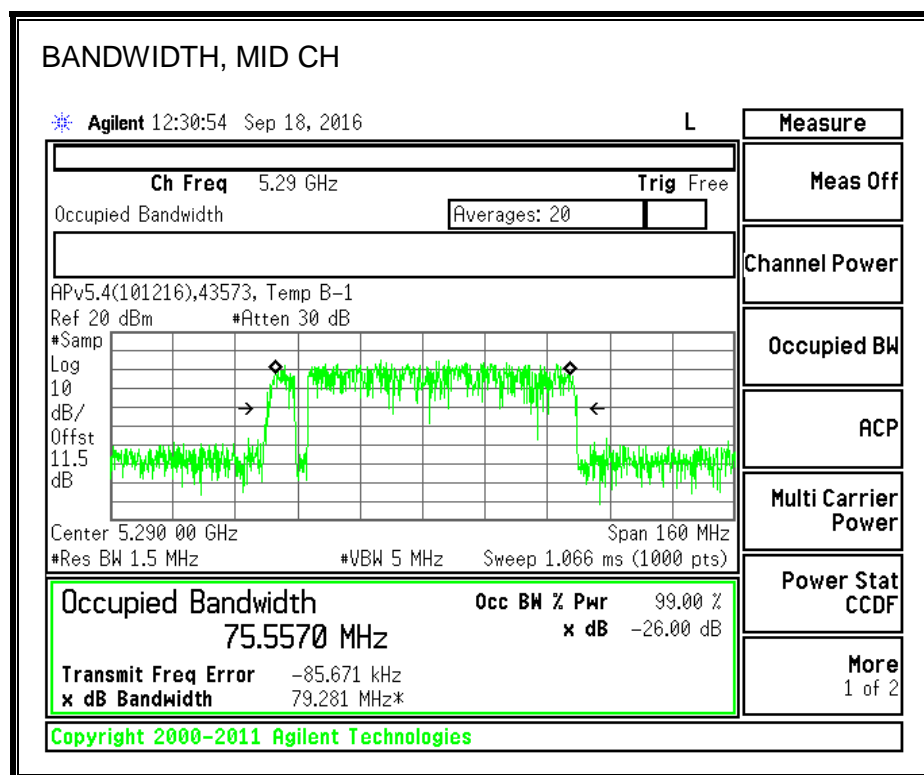 BANDWIDTH, MID CH
Agilent 12:30:54 Sep 18, 2016 L
Measure
Ch Freq 5.29 GHz Trig Free
Meas Off
Occupied Bandwidth Averages: 20
Channel Power
APv5.4(101216),43573, Temp B-1
Ref 20 dBm #Atten 30 dB
#Samp
Log
10
dB/
Offst
11.5
dB
Occupied BW
ACP
Center 5.290 00 GHz Span 160 MHz
#Res BW 1.5 MHz #VBW 5 MHz Sweep 1.066 ms (1000 pts)
Multi Carrier
Power
Occupied Bandwidth Occ BW % Pwr 99.00 %
75.5570 MHz x dB -26.00 dB
Power Stat
CCDF
Transmit Freq Error -85.671 kHz
x dB Bandwidth 79.281 MHz*
More
1 of 2
Copyright 2000-2011 Agilent Technologies